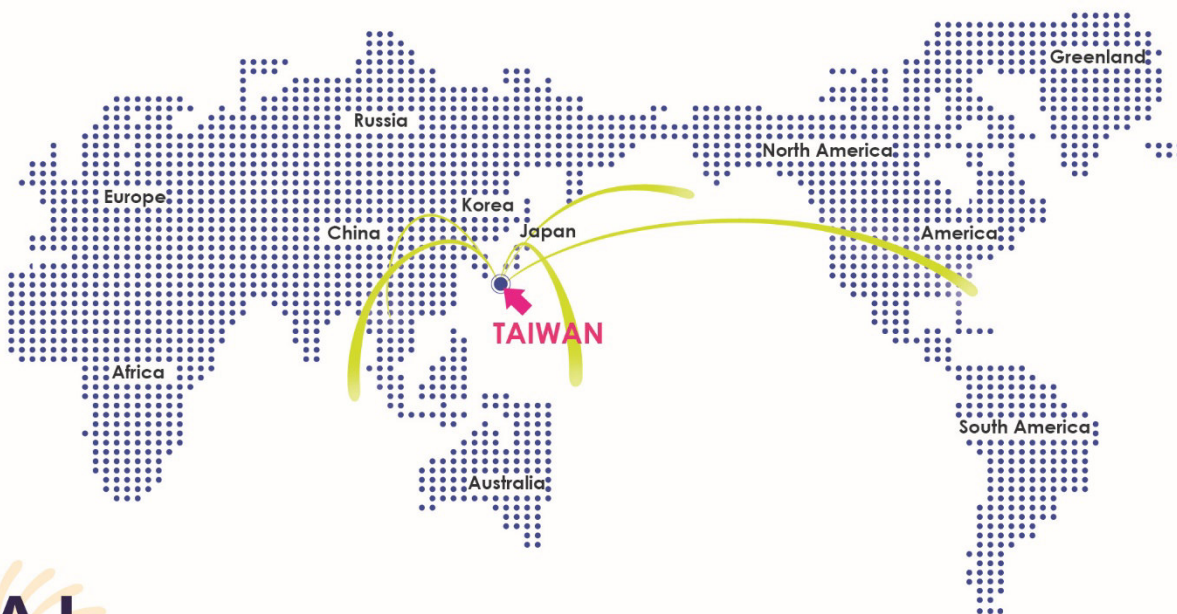 Greenland
Russia
North America
Europe
Korea
China
Japan
America
TAIWAN
Africa
South America
Australia